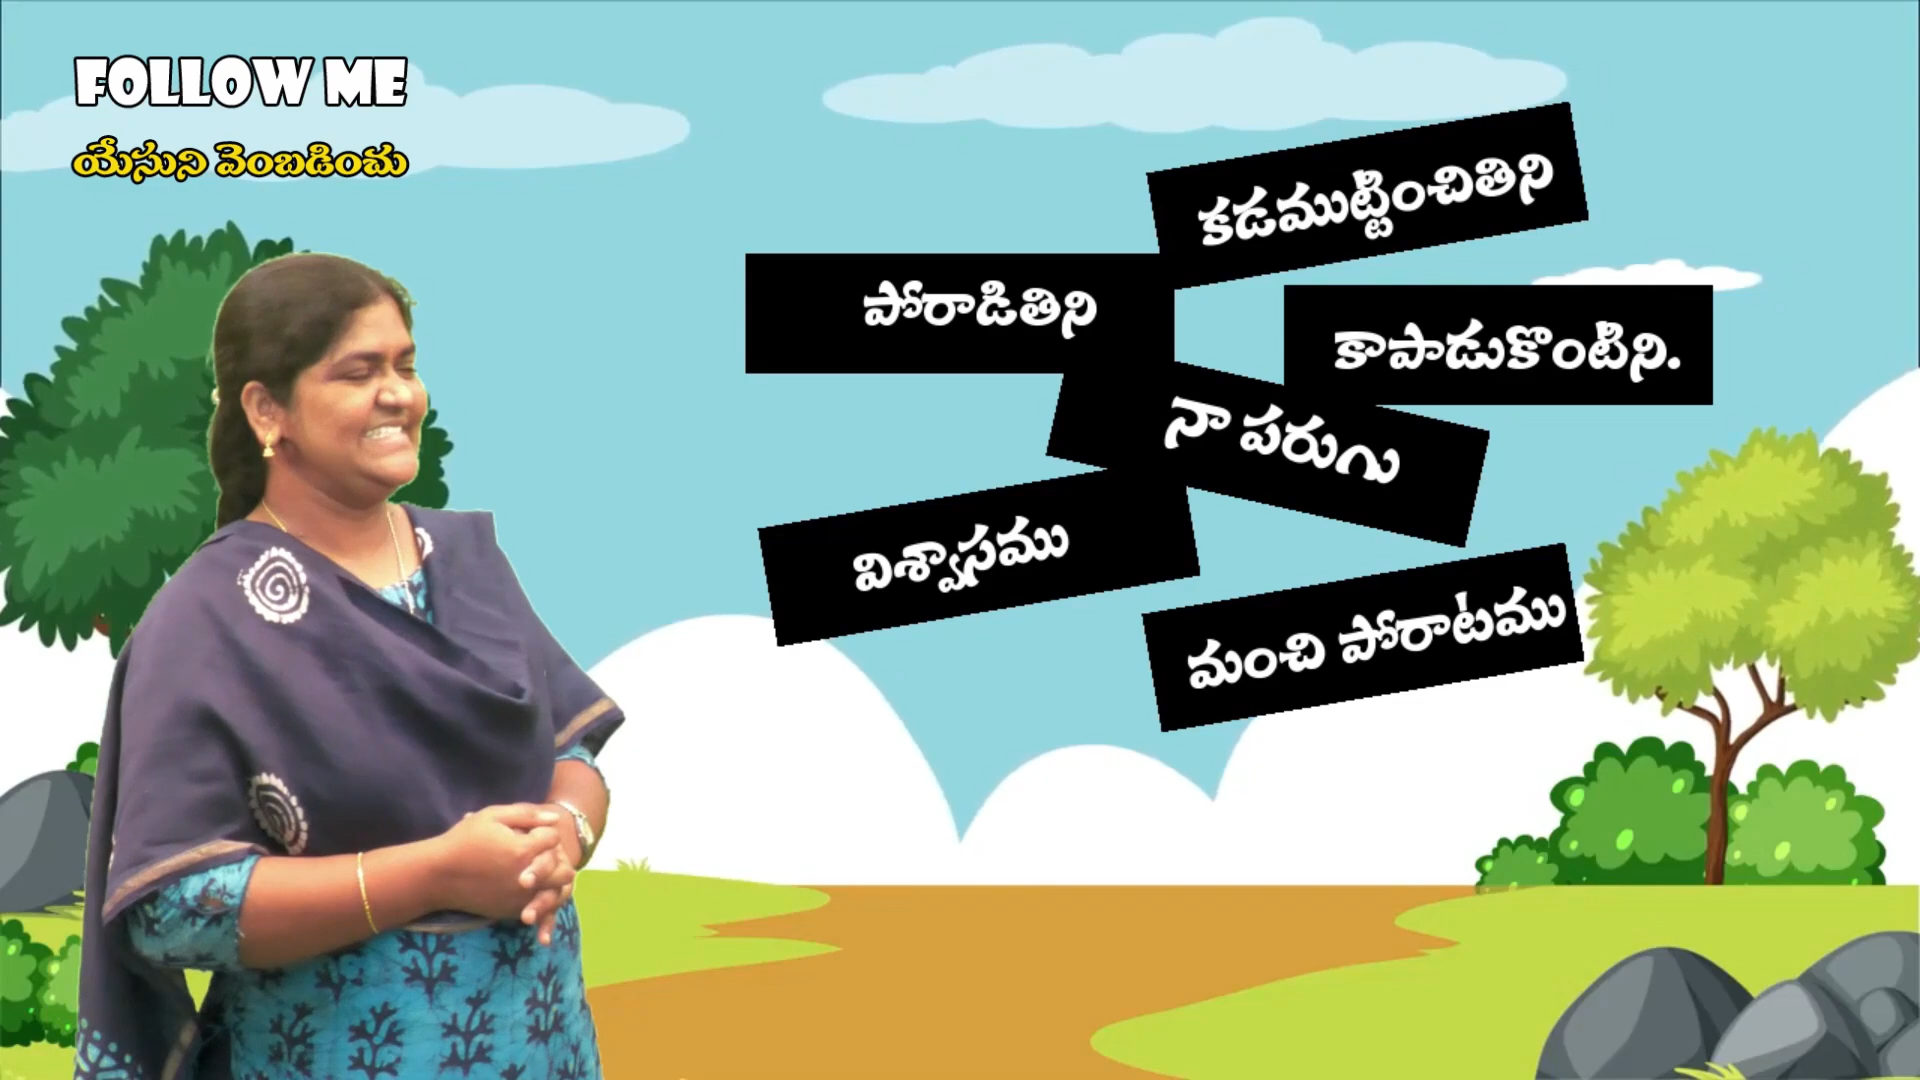 FOLLOW ME
యేసుని వెంబడించు
కడముట్టించితిని
పోరాడితిని
కాపాడుకొంటిని.
నా పరుగు
విశ్వాసము
మంచి పోరాటము